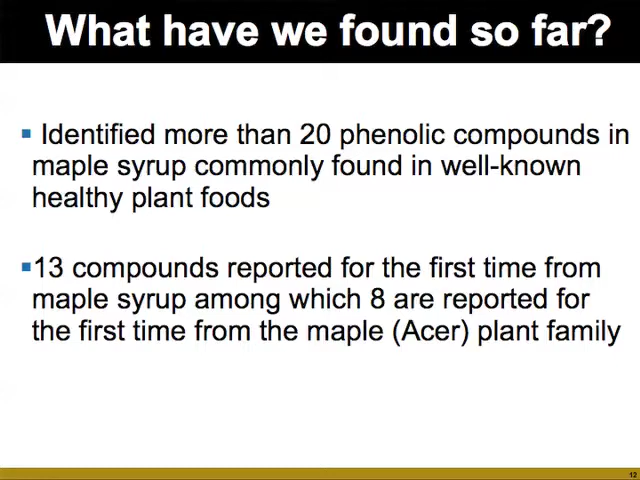 What have we found so far?
▪ Identified more than 20 phenolic compounds in
maple syrup commonly found in well-known
healthy plant foods
▪13 compounds reported for the first time from
maple syrup among which 8 are reported for
the first time from the maple (Acer) plant family
12